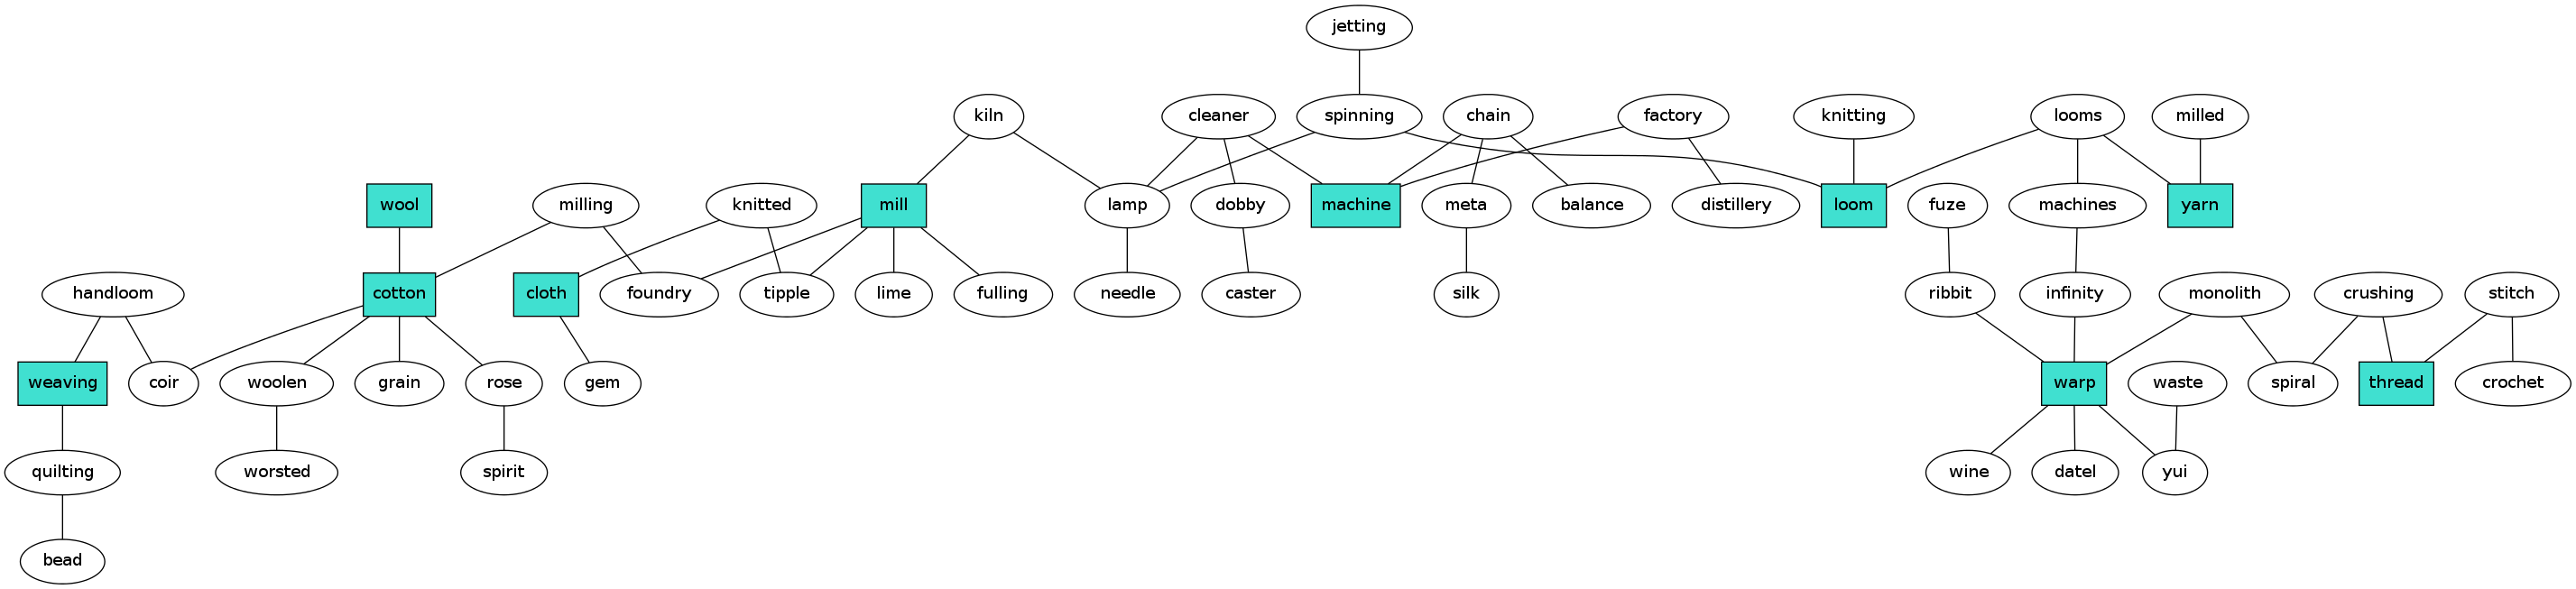 jetting
kiln
cleaner
spinning
chain
factory
knitting
looms
milled
wool
milling
knitted
mill
lamp
dobby
machine
meta
balance
distillery
loom
fuze
machines
yarn
handloom
cotton
cloth
foundry
tipple
lime
fulling
needle
caster
silk
ribbit
infinity
monolith
crushing
stitch
weaving
coir
woolen
grain
rose
gem
warp
waste
spiral
thread
crochet
quilting
worsted
spirit
wine
datel
yui
bead